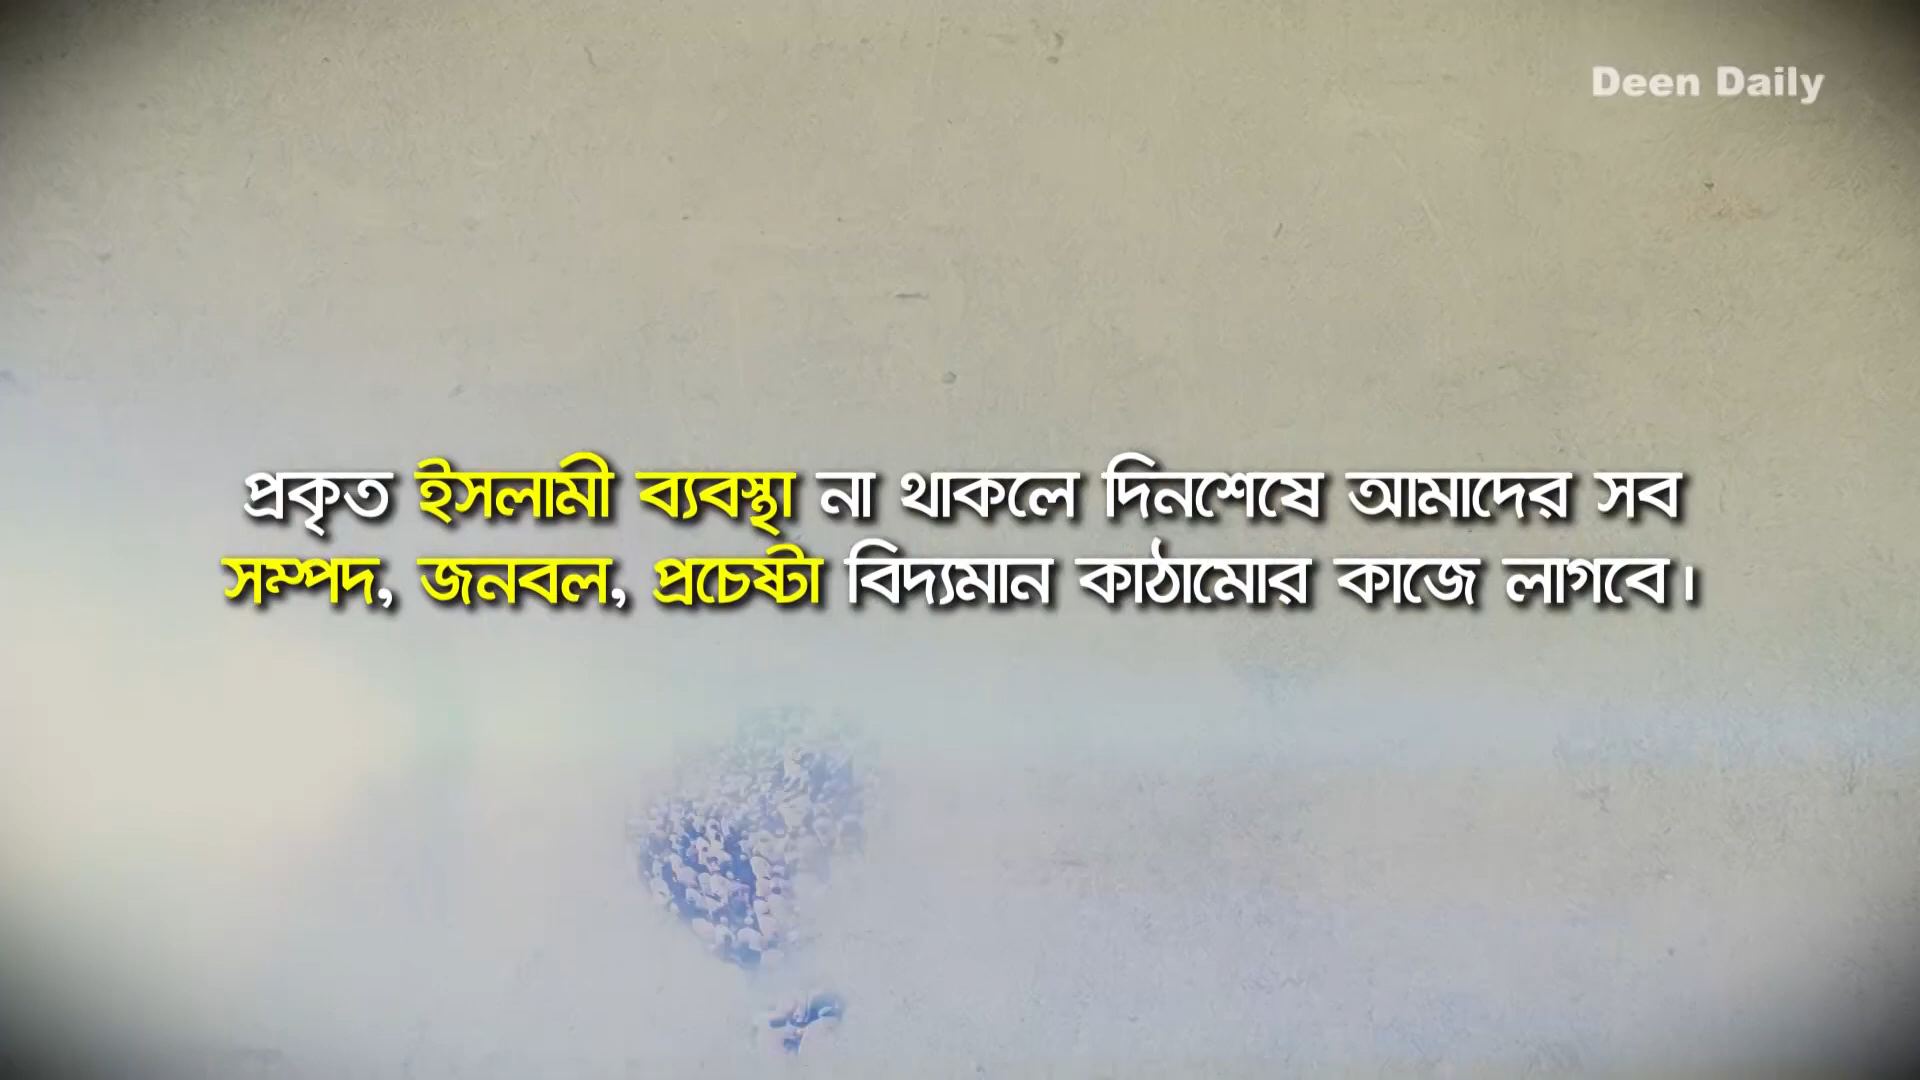 Deen Daily
প্রকৃত ইসলামী ব্যবস্থা না থাকলে দিনশেষে আমাদের সব
সম্পদ, জনবল, প্রচেষ্টা বিদ্যমান কাঠামোর কাজে লাগবে।